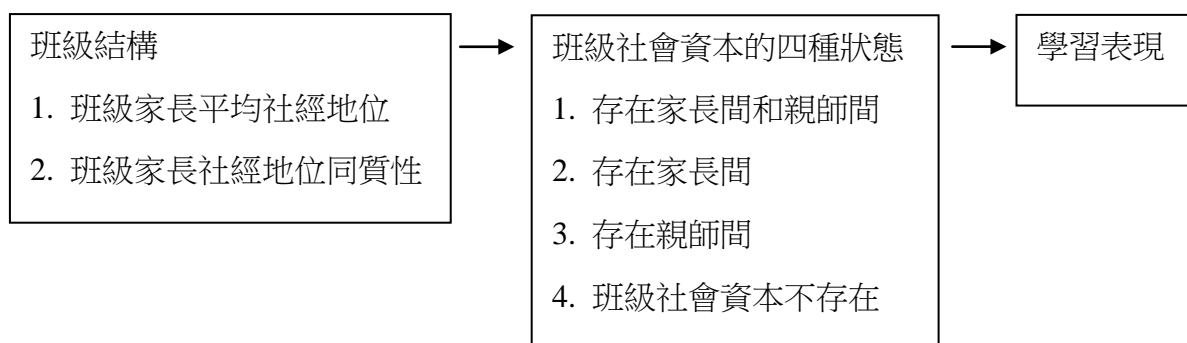 班級結構
1. 班級家長平均社經地位
2. 班級家長社經地位同質性
班級社會資本的四種狀態
1. 存在家長間和親師間
2. 存在家長間
3. 存在親師間
4. 班級社會資本不存在
學習表現